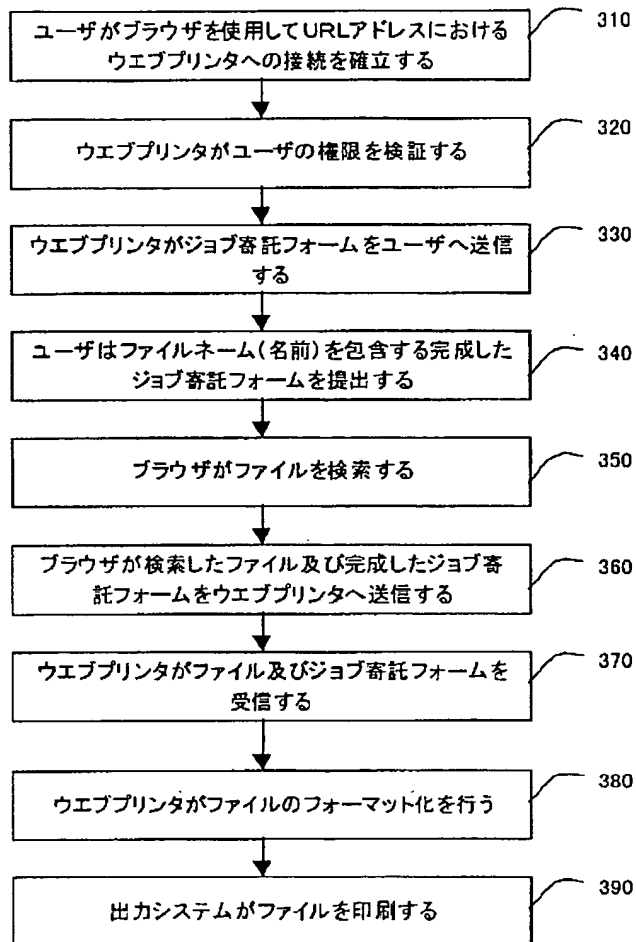 ユーザがブラウザを使用してURLアドレスにおける
ウエブプリンタへの接続を確立する
310
ウエブプリンタがユーザの権限を検証する
320
ウエブプリンタがジョブ寄託フォームをユーザへ送信
する
330
ユーザはファイルネーム(名前)を包含する完成した
ジョブ寄託フォームを提出する
340
ブラウザがファイルを検索する
350
ブラウザが検索したファイル及び完成したジョブ寄
託フォームをウエブプリンタへ送信する
360
ウエブプリンタがファイル及びジョブ寄託フォームを
受信する
370
ウエブプリンタがファイルのフォーマット化を行う
380
出力システムがファイルを印刷する
390